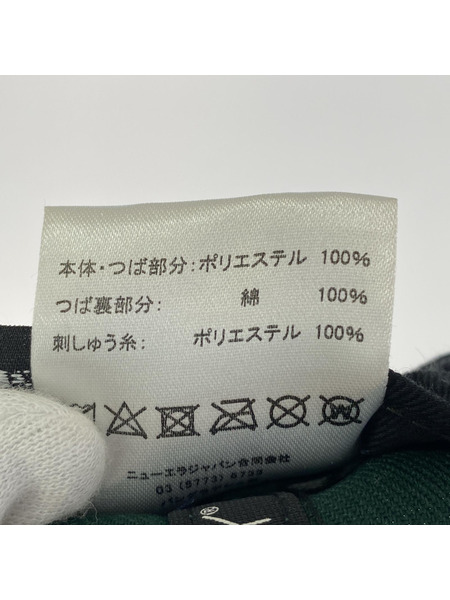 本体・つば部分：ポリエステル 100%
つば裏部分： 綿 100%
刺しゅう糸： ポリエステル 100%
ニューエラジャパン合同会社
03 (5773) 6733